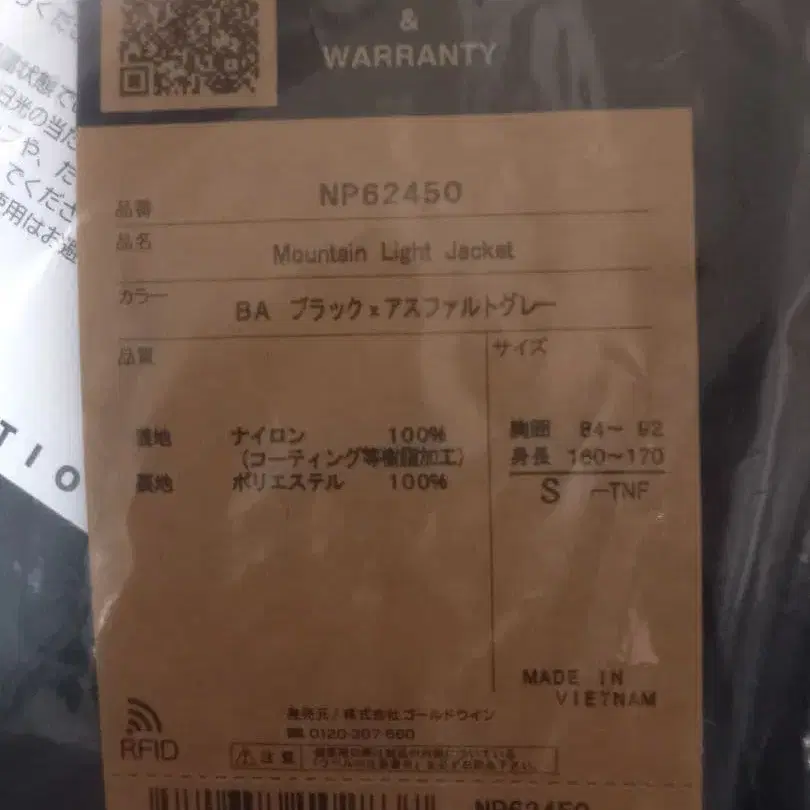 &
WARRANTY
品番 NP62450
品名 Mountain Light Jacket
カラー BA ブラック×アスファルトグレー
品質
サイズ
表地 ナイロン 100%
(コーティング等樹脂加工)
裏地 ポリエステル 100%
胸囲 84～ 92
身長 160～170
S -TNF
MADE IN
VIETNAM
発売元/株式会社ゴールドウイン
0120-307-560
RFID
注意
NP62450
TIO